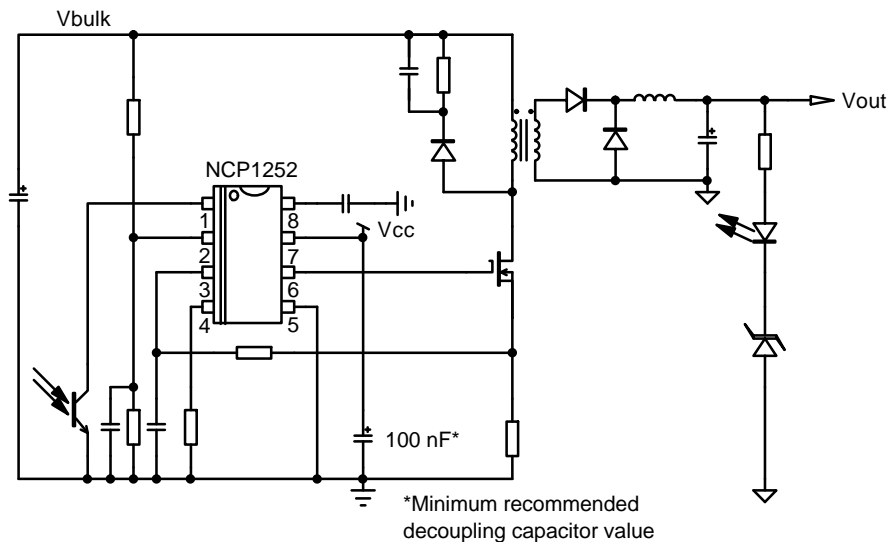 Vbulk
Vout
NCP1252
1
8
Vcc
2
7
3
6
4
5
100 nF*
*Minimum recommended
decoupling capacitor value